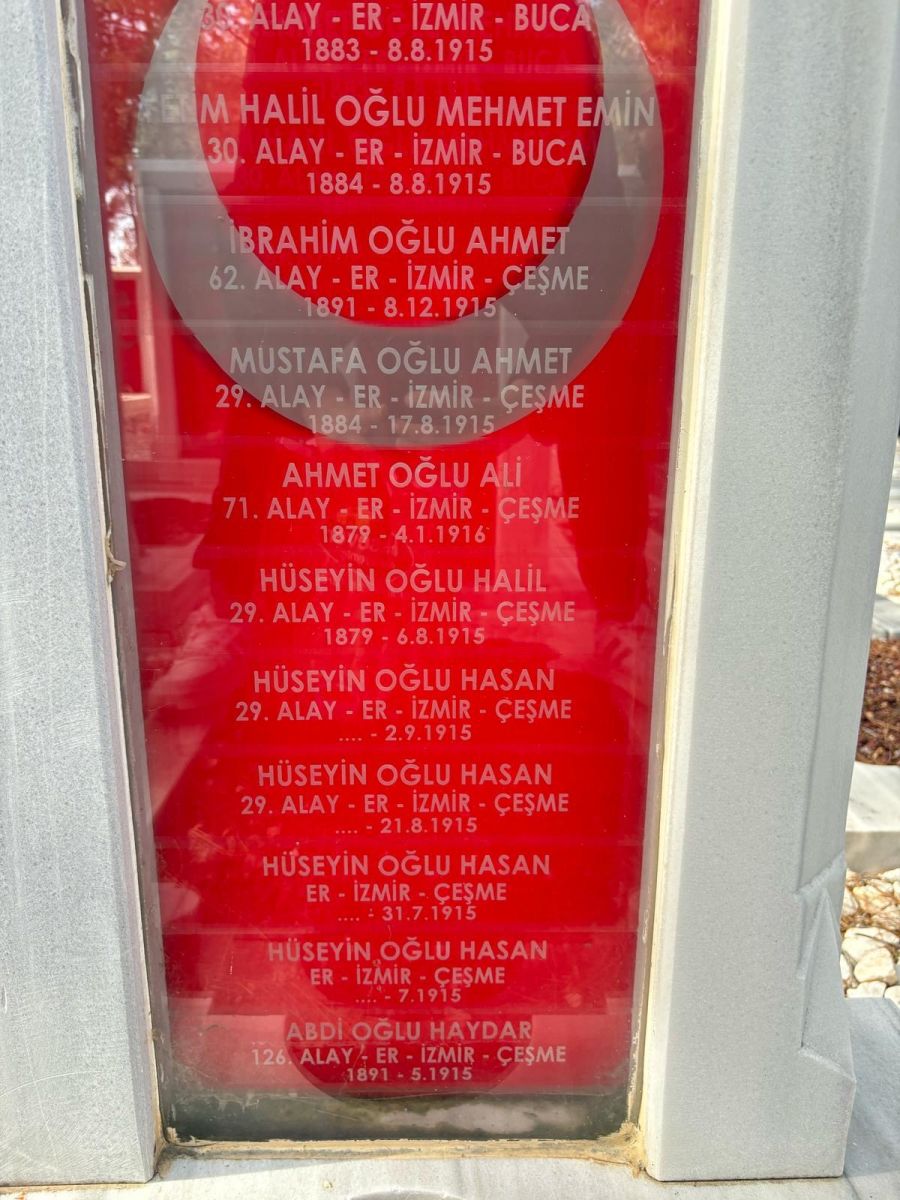 30. ALAY - ER - İZMİR - BUCA
1883 - 8.8.1915
HALİL OĞLU MEHMET EMİN
30. ALAY - ER - İZMİR - BUCA
1884 - 8.8.1915
İBRAHİM OĞLU AHMET
62. ALAY - ER - İZMİR - ÇEŞME
1891 - 8.12.1915
MUSTAFA OĞLU AHMET
29. ALAY - ER - İZMİR - ÇEŞME
1884 - 17.8.1915
AHMET OĞLU ALİ
71. ALAY - ER - İZMİR - ÇEŞME
1879 - 4.1.1916
HÜSEYİN OĞLU HALİL
29. ALAY - ER - İZMİR - ÇEŞME
1879 - 6.8.1915
HÜSEYİN OĞLU HASAN
29. ALAY - ER - İZMİR - ÇEŞME
.... - 2.9.1915
HÜSEYİN OĞLU HASAN
29. ALAY - ER - İZMİR - ÇEŞME
.... - 21.8.1915
HÜSEYİN OĞLU HASAN
ER - İZMİR - ÇEŞME
.... - 31.7.1915
HÜSEYİN OĞLU HASAN
ER - İZMİR - ÇEŞME
.... - 7.1915
ABDİ OĞLU HAYDAR
126. ALAY - ER - İZMİR - ÇEŞME
1891 - 5.1915